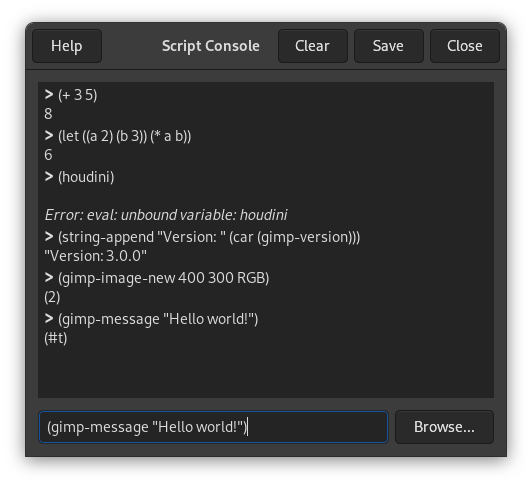 Help Script Console Clear Save Close
> (+ 3 5)
8
> (let ((a 2) (b 3)) (* a b))
6
> (houdini)
Error: eval: unbound variable: houdini
> (string-append "Version: " (car (gimp-version)))
"Version: 3.0.0"
> (gimp-image-new 400 300 RGB)
(2)
> (gimp-message "Hello world!")
(#t)
(gimp-message "Hello world!") Browse...